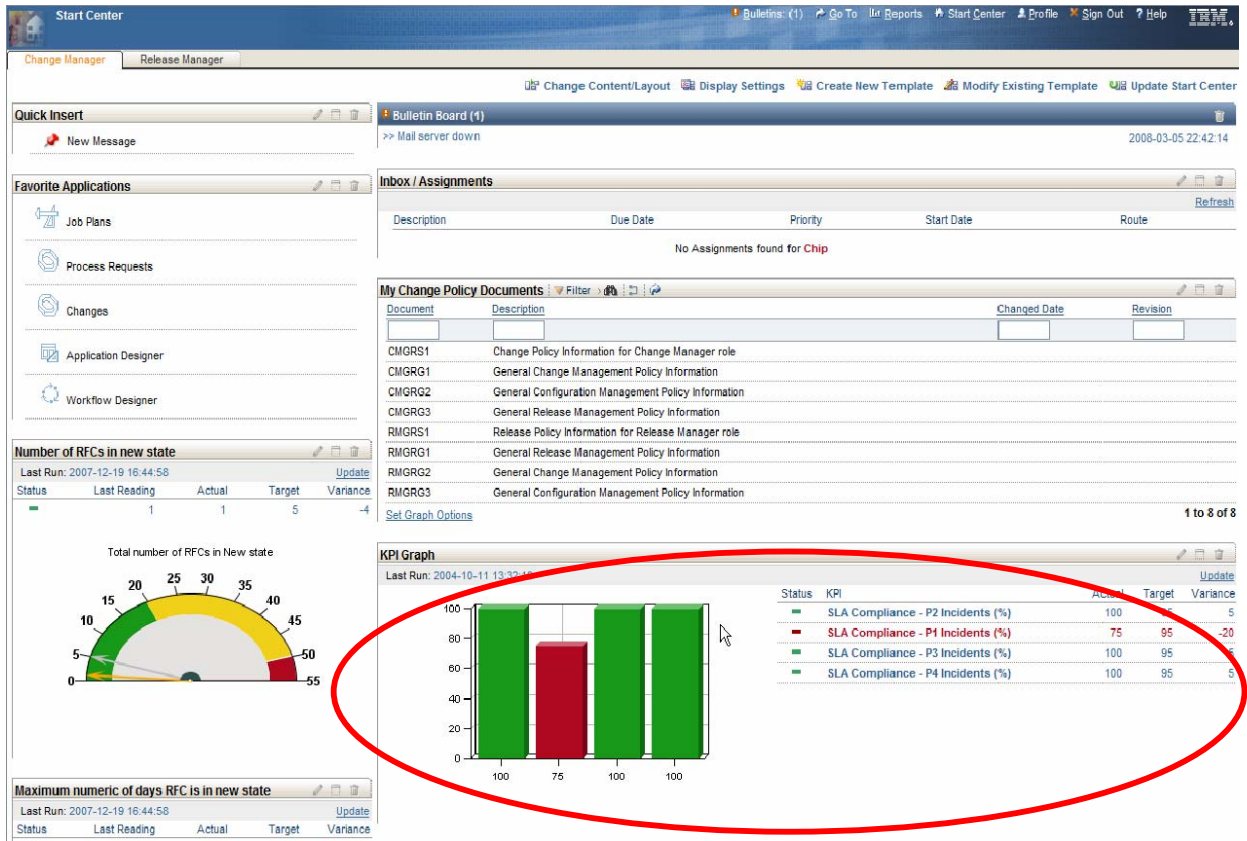 Start Center
Bulletins: (1) Go To Reports Start Center Profile Sign Out ? Help IBM
Change Manager Release Manager
Change Content/Layout Display Settings Create New Template Modify Existing Template Update Start Center
Quick Insert
New Message
Favorite Applications
Job Plans
Process Requests
Changes
Application Designer
Workflow Designer
Number of RFCs in new state
Last Run: 2007-12-19 16:44:58 Update
Status Last Reading Actual Target Variance
1 1 5 -4
Total number of RFCs in New state
0 5 10 15 20 25 30 35 40 45 50 55
Maximum numeric of days RFC is in new state
Last Run: 2007-12-19 16:44:58 Update
Status Last Reading Actual Target Variance
Bulletin Board (1)
>> Mail server down 2008-03-05 22:42:14
Inbox / Assignments
Refresh
Description Due Date Priority Start Date Route
No Assignments found for Chip
My Change Policy Documents Filter
Document Description Changed Date Revision
CMGRS1 Change Policy Information for Change Manager role
CMGRG1 General Change Management Policy Information
CMGRG2 General Configuration Management Policy Information
CMGRG3 General Release Management Policy Information
RMGRS1 Release Policy Information for Release Manager role
RMGRG1 General Release Management Policy Information
RMGRG2 General Change Management Policy Information
RMGRG3 General Configuration Management Policy Information
Set Graph Options 1 to 8 of 8
KPI Graph
Last Run: 2004-10-11 Update
100
80
60
40
20
0
100 75 100 100
Status KPI Actual Target Variance
SLA Compliance - P2 Incidents (%) 100 5
SLA Compliance - P1 Incidents (%) 75 95 -20
SLA Compliance - P3 Incidents (%) 100 95
SLA Compliance - P4 Incidents (%) 100 95 5